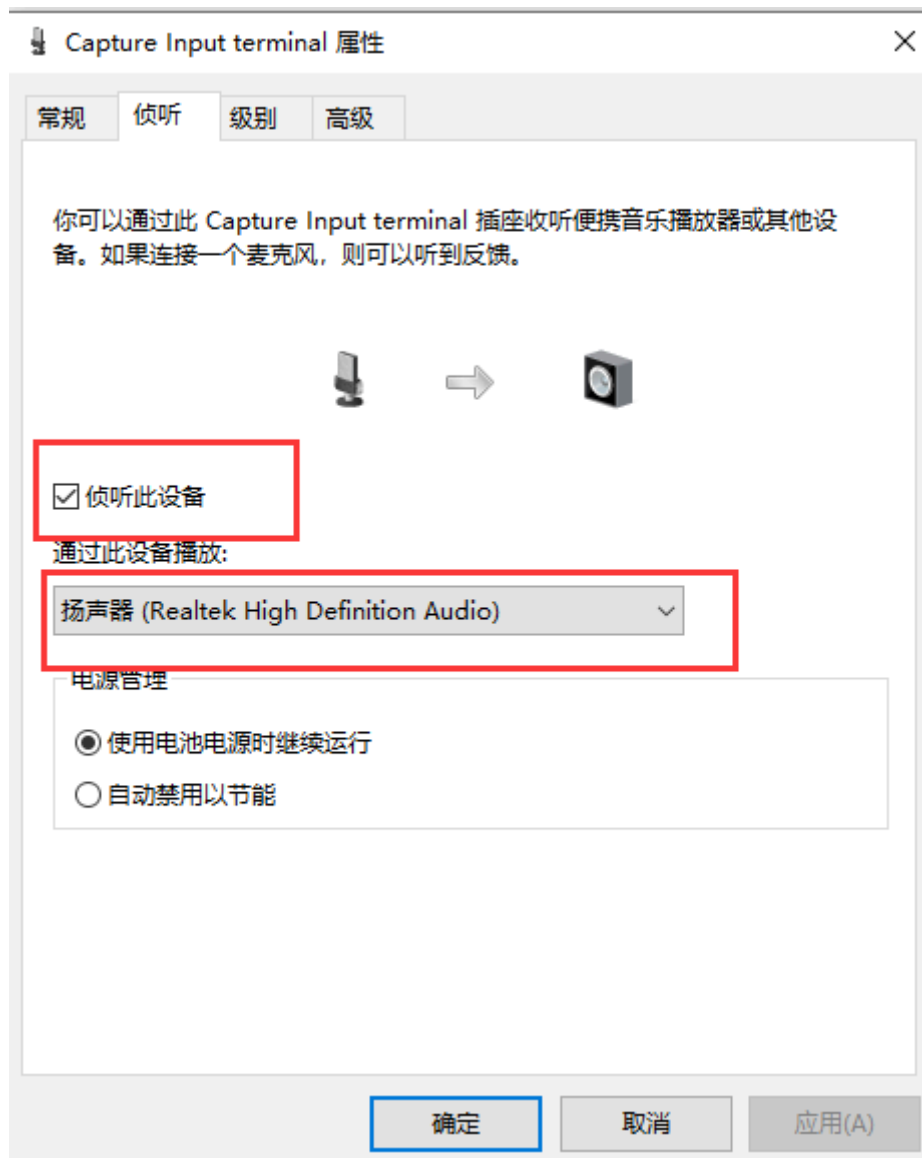 Capture Input terminal 属性
常规 侦听 级别 高级
你可以通过此 Capture Input terminal 插座收听便携音乐播放器或其他设
备。如果连接一个麦克风，则可以听到反馈。
侦听此设备
通过此设备播放:
扬声器 (Realtek High Definition Audio)
电源管理
使用电池电源时继续运行
自动禁用以节能
确定 取消 应用(A)